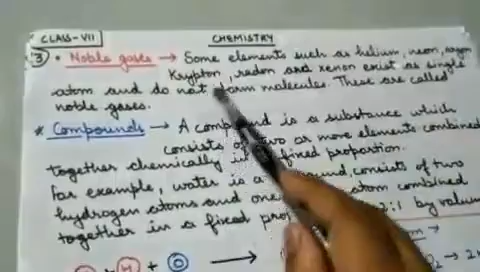 CLASS-VII CHEMISTRY
3 • Noble gases → Some elements such as helium, neon, argon
Krypton, radon and xenon exist as single
atom and do not form molecules. These are called
noble gases.
* Compounds → A compound is a substance which
consists of two or more elements combined
together chemically in fixed proportion.
For example, water is a compound, consists of two
hydrogen atoms and one atom combined
together in a fixed 2:1 by volume
H + O →